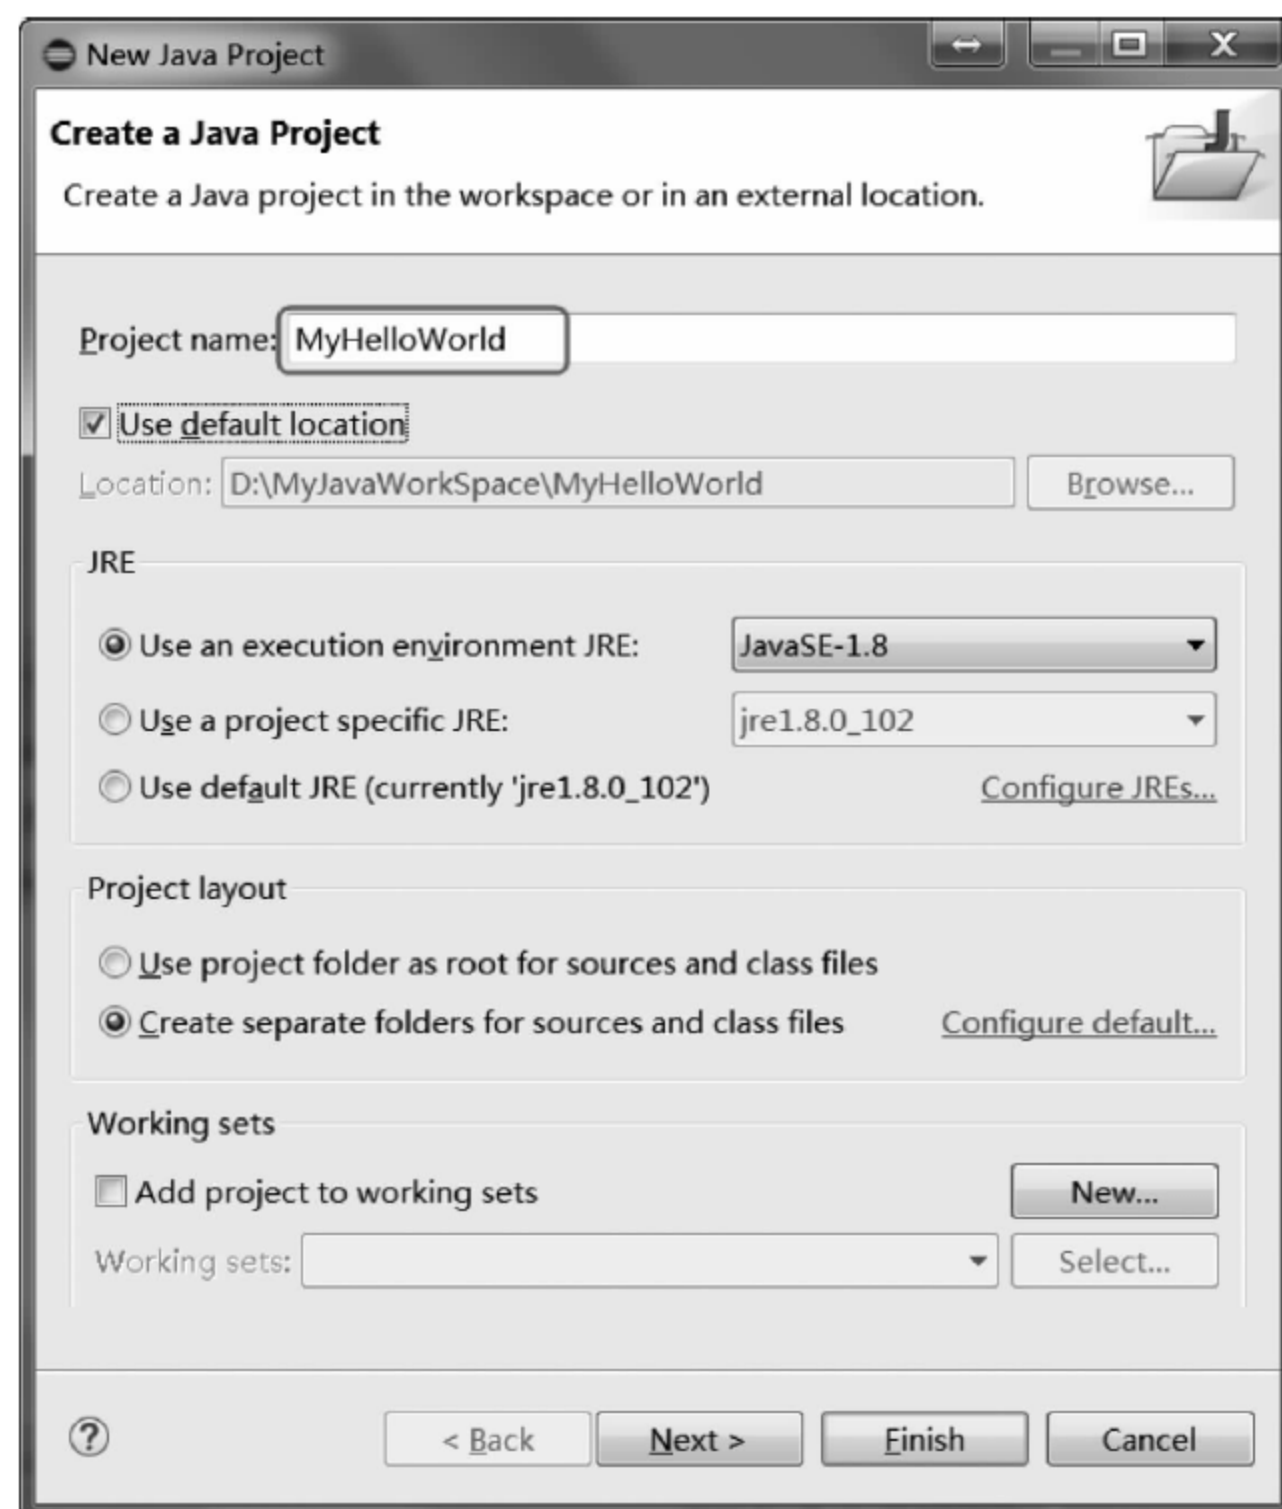 New Java Project
Create a Java Project
Create a Java project in the workspace or in an external location.
Project name: MyHelloWorld
Use default location
Location: D:\MyJavaWorkSpace\MyHelloWorld Browse...
JRE
Use an execution environment JRE: JavaSE-1.8
Use a project specific JRE: jre1.8.0_102
Use default JRE (currently 'jre1.8.0_102') Configure JREs...
Project layout
Use project folder as root for sources and class files
Create separate folders for sources and class files Configure default...
Working sets
Add project to working sets New...
Working sets: Select...
? < Back Next > Finish Cancel